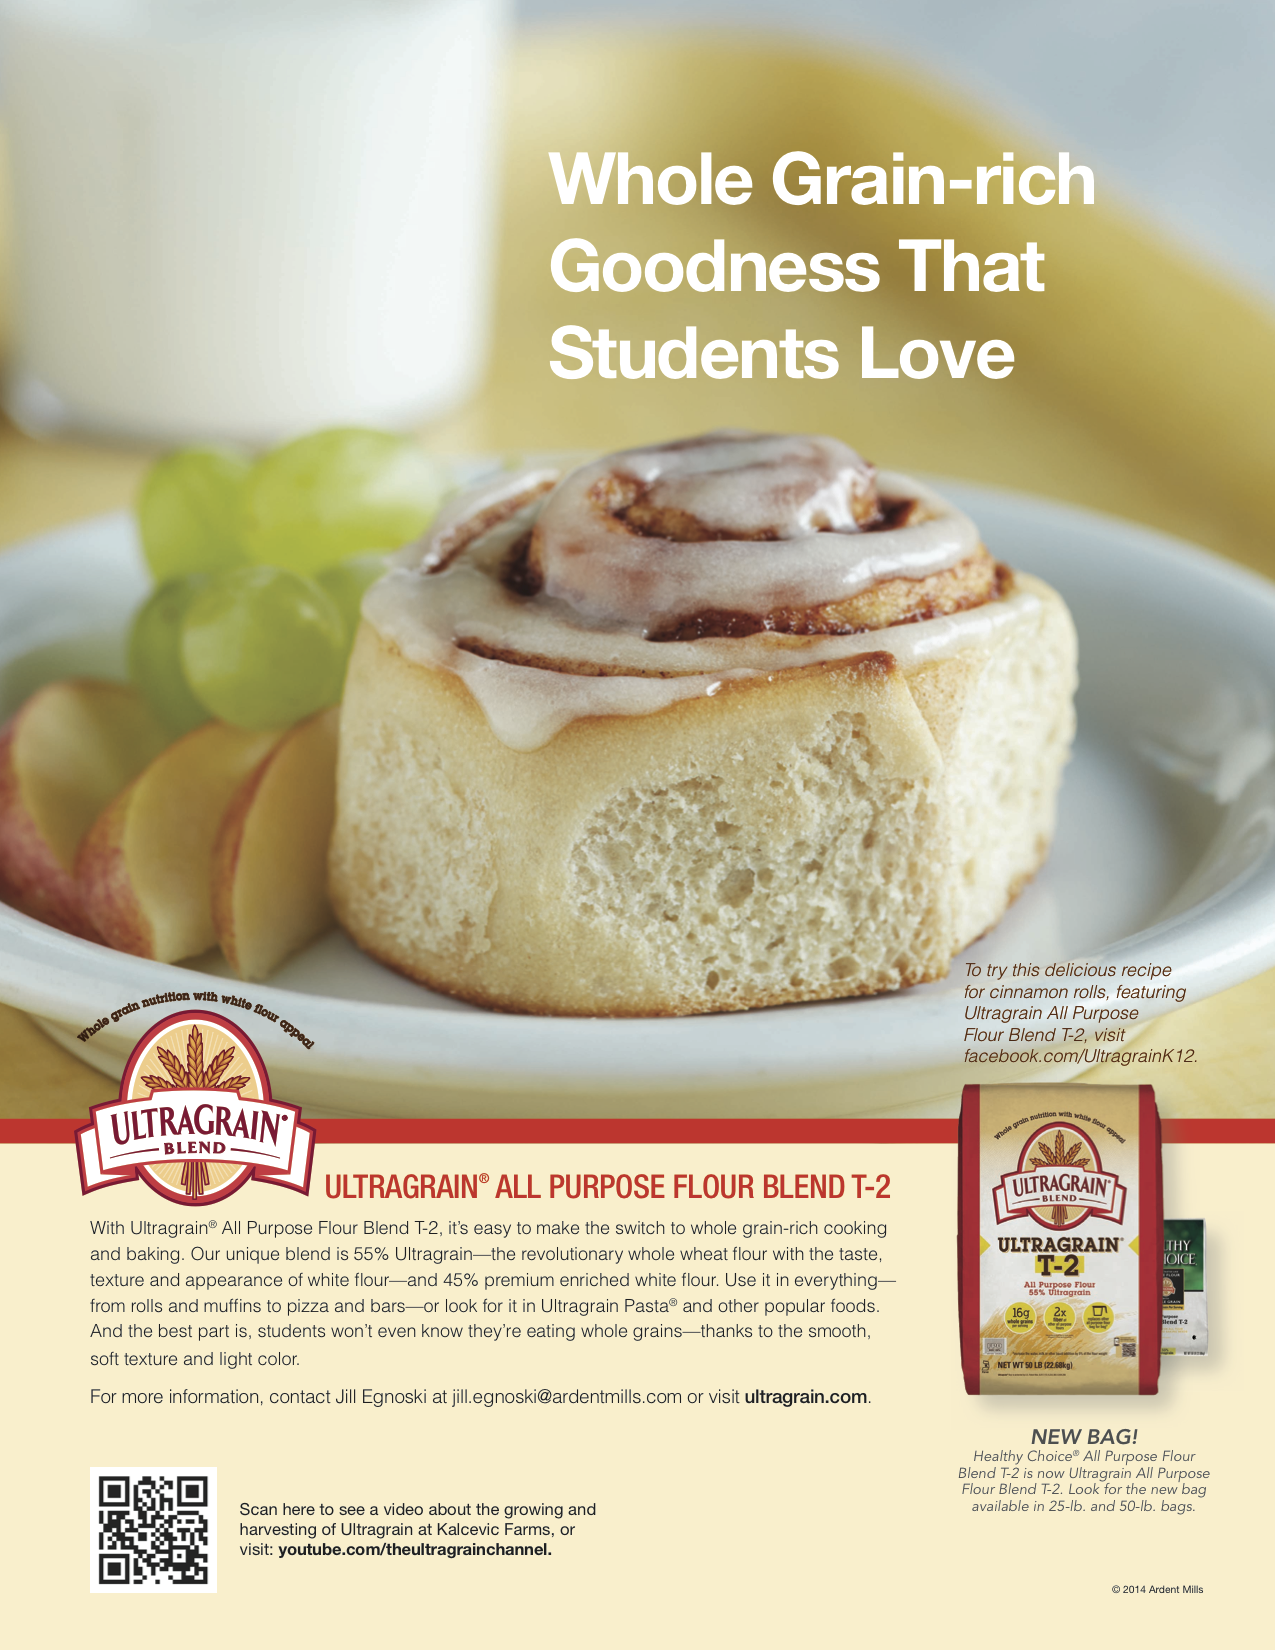 Whole Grain-rich
Goodness That
Students Love
To try this delicious recipe
for cinnamon rolls, featuring
Ultragrain All Purpose
Flour Blend T-2, visit
facebook.com/UltragrainK12.
Whole grain nutrition with white flour appeal
ULTRAGRAIN®
BLEND
ULTRAGRAIN® ALL PURPOSE FLOUR BLEND T-2
With Ultragrain® All Purpose Flour Blend T-2, it’s easy to make the switch to whole grain-rich cooking
and baking. Our unique blend is 55% Ultragrain—the revolutionary whole wheat flour with the taste,
texture and appearance of white flour—and 45% premium enriched white flour. Use it in everything—
from rolls and muffins to pizza and bars—or look for it in Ultragrain Pasta® and other popular foods.
And the best part is, students won’t even know they’re eating whole grains—thanks to the smooth,
soft texture and light color.
For more information, contact Jill Egnoski at jill.egnoski@ardentmills.com or visit ultragrain.com.
Whole grain nutrition with white flour appeal
ULTRAGRAIN®
BLEND
ULTRAGRAIN®
T-2
All Purpose Flour
55% Ultragrain
16g
whole grains
per serving
2x
fiber of
NET WT 50 LB (22.68kg)
LTHY
OICE
lend T-2
NEW BAG!
Healthy Choice® All Purpose Flour
Blend T-2 is now Ultragrain All Purpose
Flour Blend T-2. Look for the new bag
available in 25-lb. and 50-lb. bags.
Scan here to see a video about the growing and
harvesting of Ultragrain at Kalcevic Farms, or
visit: youtube.com/theultragrainchannel.
© 2014 Ardent Mills